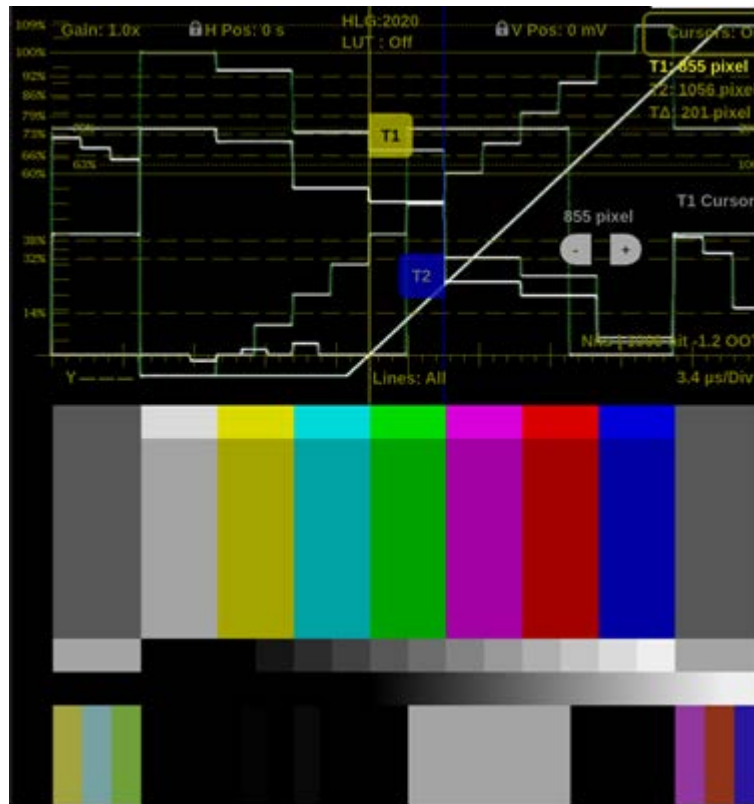 Gain: 1.0x
H Pos: 0 s
HLG:2020
LUT : Off
V Pos: 0 mV
Cursors: O
T1: 855 pixel
T2: 1056 pixe
TΔ: 201 pixel
109%
100%
92%
86%
79%
73%
66%
63%
60%
38%
32%
14%
T1
T2
T1 Cursor
855 pixel
-
+
Y
Lines: All
3.4 µs/Div